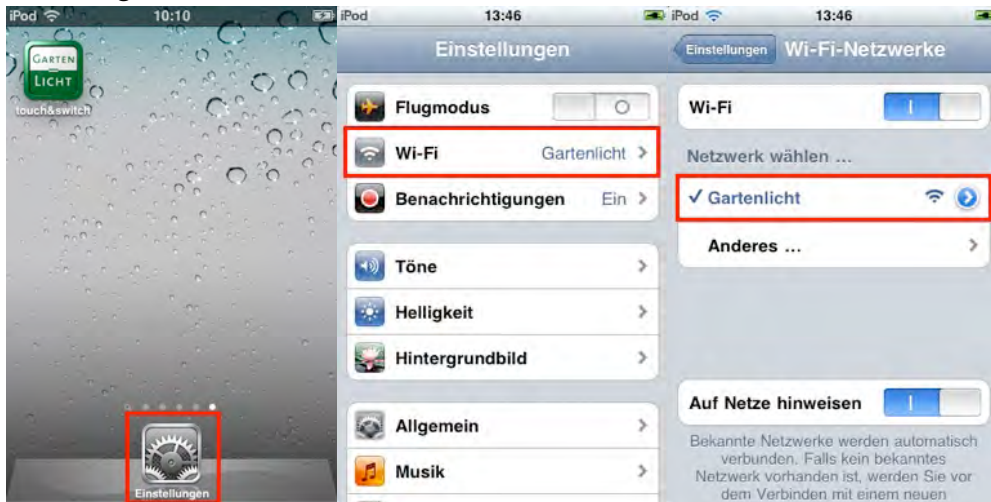 iPod 10:10
GARTEN
LICHT
touch&switch
Einstellungen
iPod 13:46
Einstellungen
Flugmodus
Wi-Fi Gartenlicht
Benachrichtigungen Ein
Töne
Helligkeit
Hintergrundbild
Allgemein
Musik
iPod 13:46
Einstellungen Wi-Fi-Netzwerke
Wi-Fi
Netzwerk wählen ...
✓ Gartenlicht
Anderes ...
Auf Netze hinweisen
Bekannte Netzwerke werden automatisch
verbunden. Falls kein bekanntes
Netzwerk vorhanden ist, werden Sie vor
dem Verbinden mit einem neuen